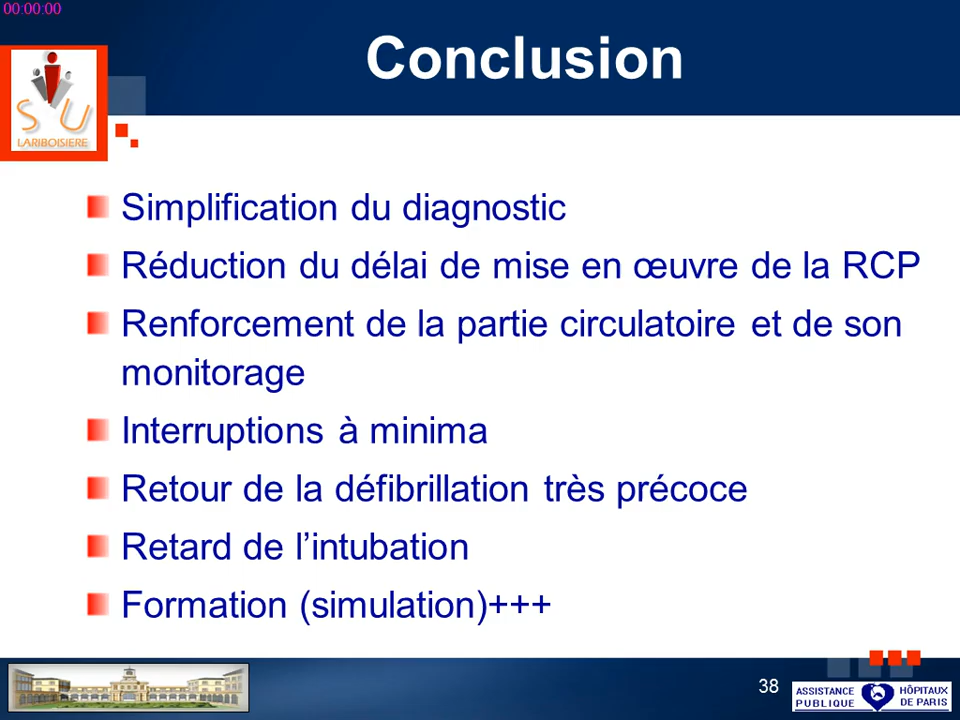 00:00:00
Conclusion
S U
LARIBOISIERE
Simplification du diagnostic
Réduction du délai de mise en œuvre de la RCP
Renforcement de la partie circulatoire et de son
monitorage
Interruptions à minima
Retour de la défibrillation très précoce
Retard de l’intubation
Formation (simulation)+++
38
ASSISTANCE PUBLIQUE
HÔPITAUX DE PARIS